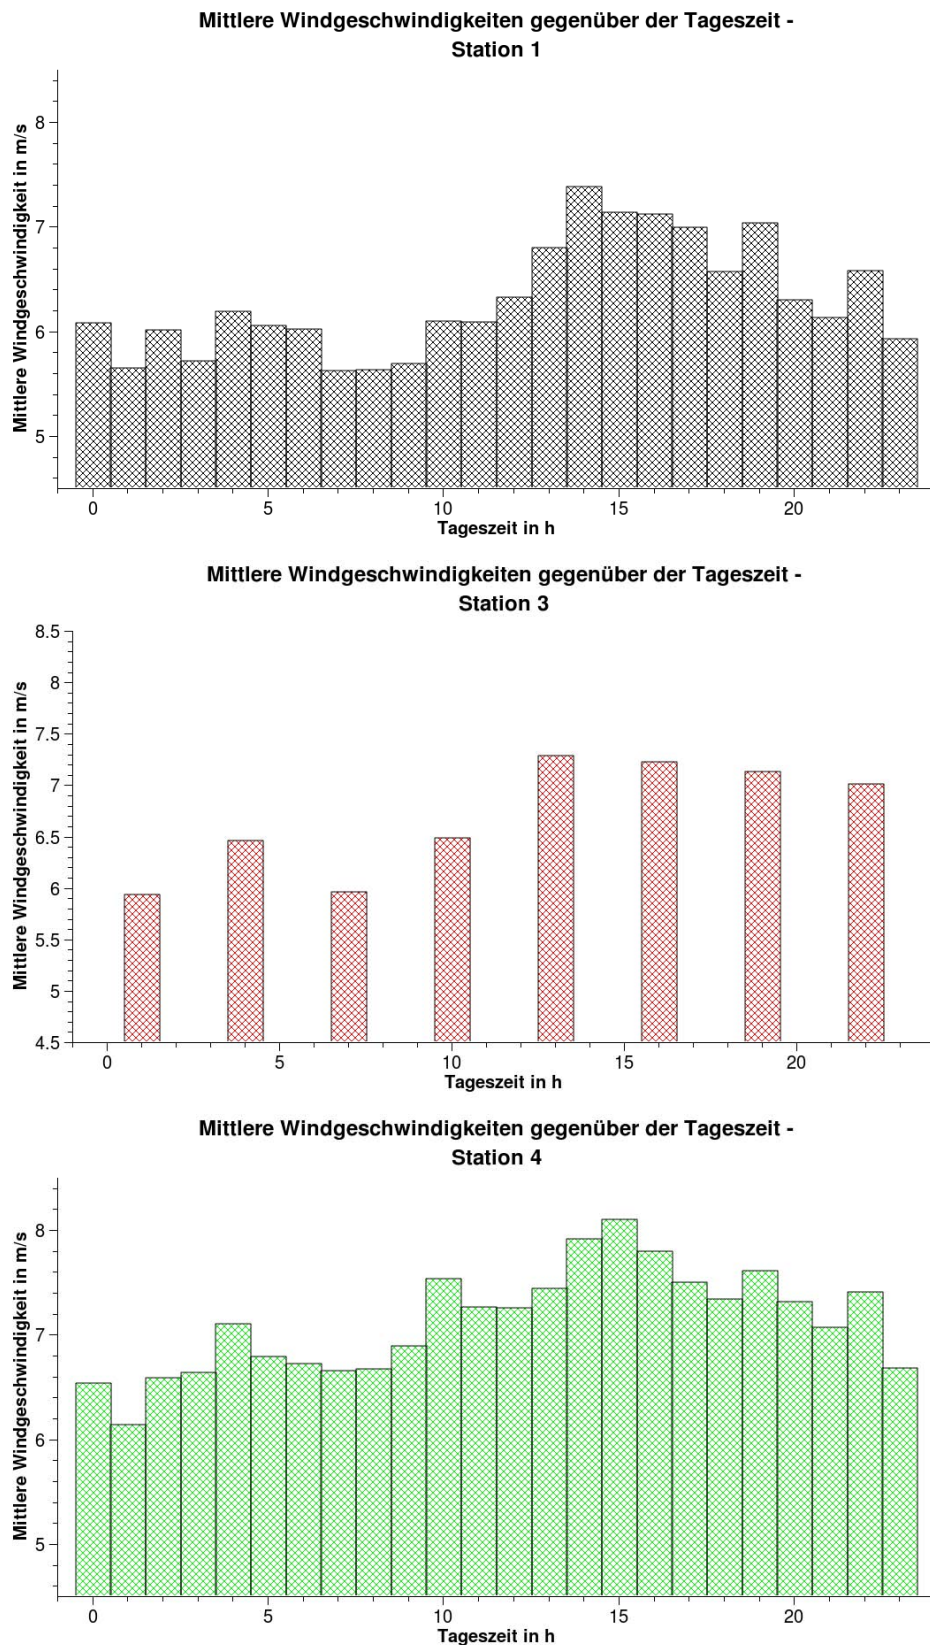 Mittlere Windgeschwindigkeiten gegenüber der Tageszeit -
Station 1
Mittlere Windgeschwindigkeit in m/s
8
7
6
5
0 5 10 15 20
Tageszeit in h
Mittlere Windgeschwindigkeiten gegenüber der Tageszeit -
Station 3
Mittlere Windgeschwindigkeit in m/s
8.5
8
7.5
7
6.5
6
5.5
5
4.5
0 5 10 15 20
Tageszeit in h
Mittlere Windgeschwindigkeiten gegenüber der Tageszeit -
Station 4
Mittlere Windgeschwindigkeit in m/s
8
7
6
5
0 5 10 15 20
Tageszeit in h